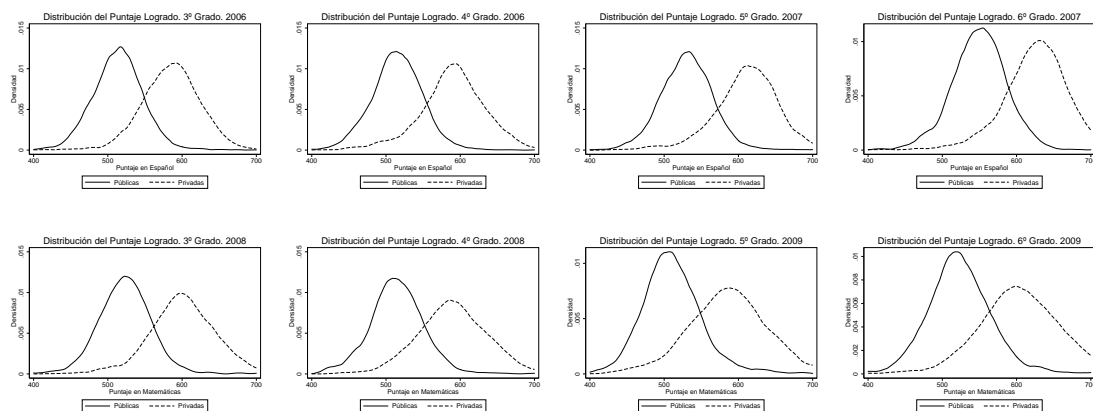 Distribución del Puntaje Logrado. 3º Grado. 2006
Densidad
0 .005 .01 .015
400 500 600 700
Puntaje en Español
Públicas Privadas
Distribución del Puntaje Logrado. 4º Grado. 2006
Densidad
0 .005 .01 .015
400 500 600 700
Puntaje en Español
Públicas Privadas
Distribución del Puntaje Logrado. 5º Grado. 2007
Densidad
0 .005 .01 .015
400 500 600 700
Puntaje en Español
Públicas Privadas
Distribución del Puntaje Logrado. 6º Grado. 2007
Densidad
0 .005 .01
400 500 600 700
Puntaje en Español
Públicas Privadas
Distribución del Puntaje Logrado. 3º Grado. 2008
Densidad
0 .005 .01 .015
400 500 600 700
Puntaje en Matemáticas
Públicas Privadas
Distribución del Puntaje Logrado. 4º Grado. 2008
Densidad
0 .005 .01 .015
400 500 600 700
Puntaje en Matemáticas
Públicas Privadas
Distribución del Puntaje Logrado. 5º Grado. 2009
Densidad
0 .005 .01
400 500 600 700
Puntaje en Matemáticas
Públicas Privadas
Distribución del Puntaje Logrado. 6º Grado. 2009
Densidad
0 .002 .004 .006 .008 .01
400 500 600 700
Puntaje en Matemáticas
Públicas Privadas